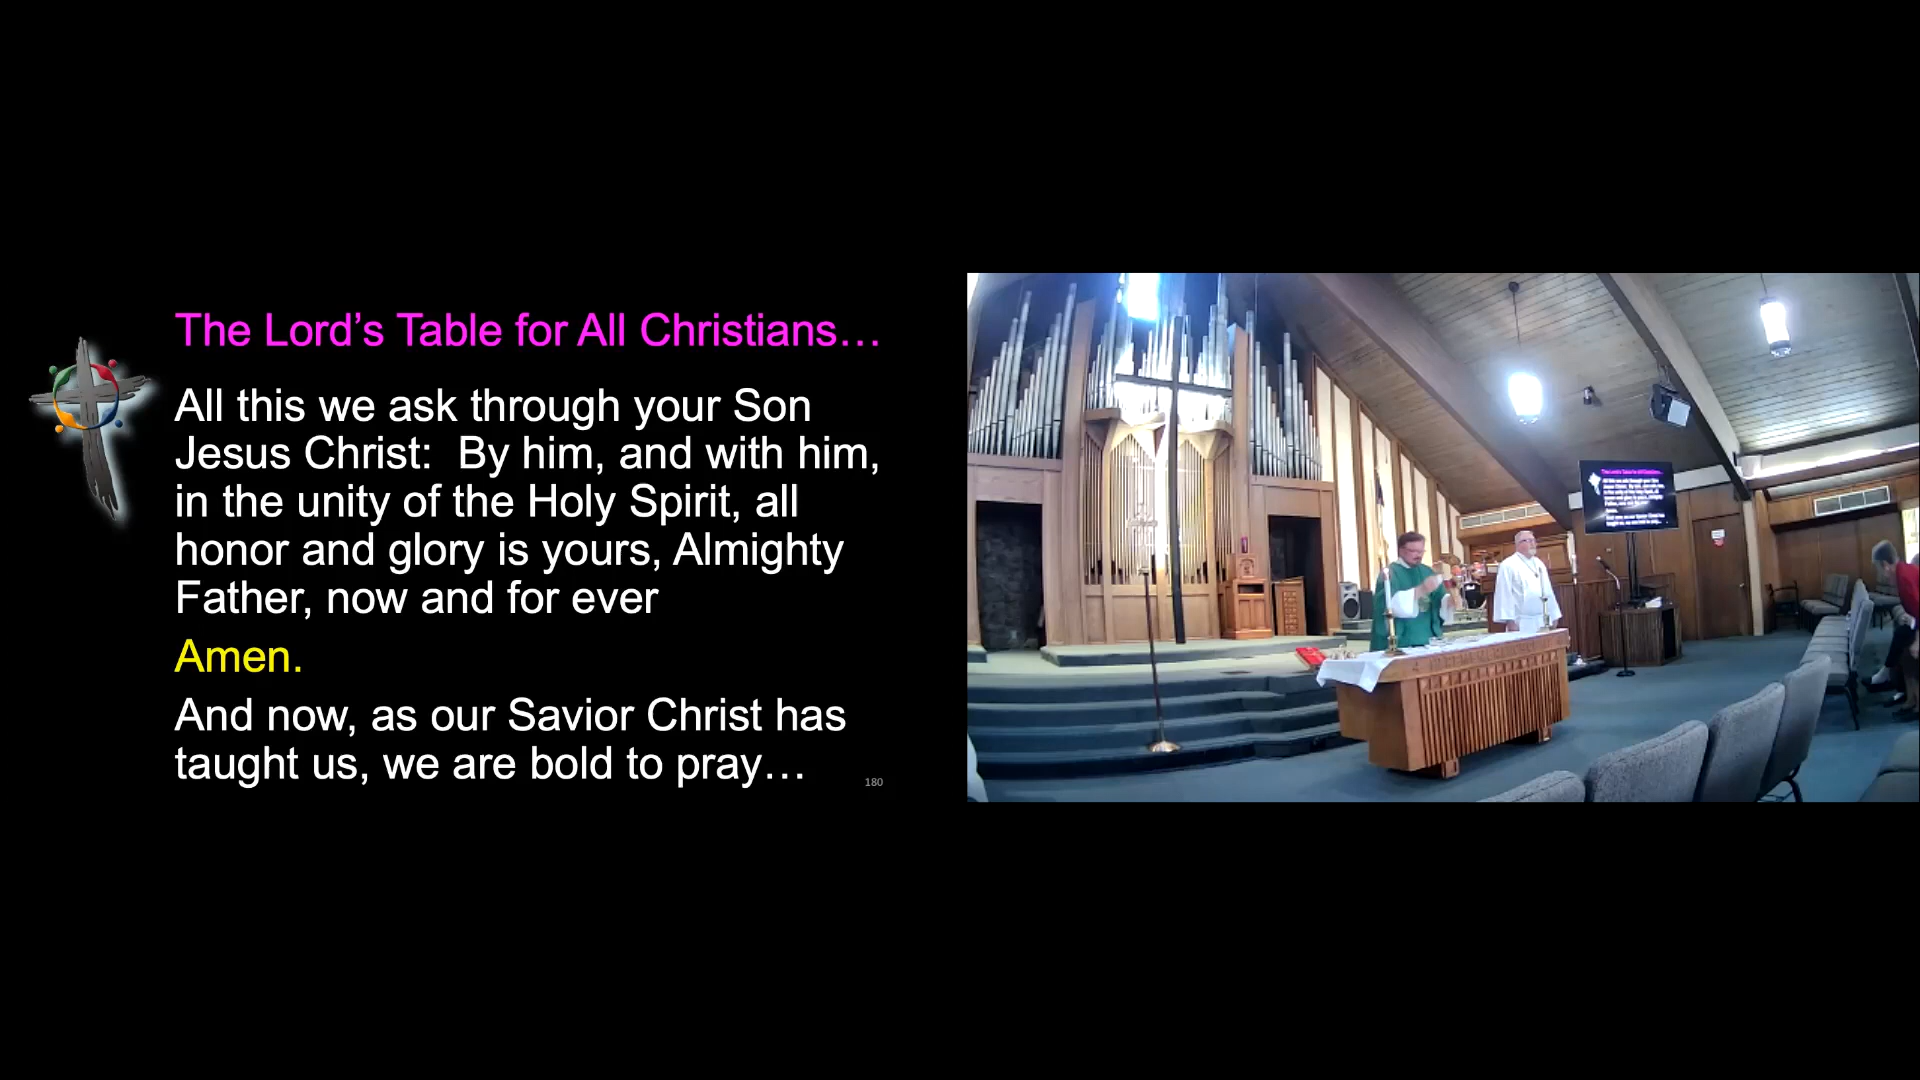 The Lord’s Table for All Christians…
All this we ask through your Son
Jesus Christ:  By him, and with him,
in the unity of the Holy Spirit, all
honor and glory is yours, Almighty
Father, now and for ever
Amen.
And now, as our Savior Christ has
taught us, we are bold to pray…
180